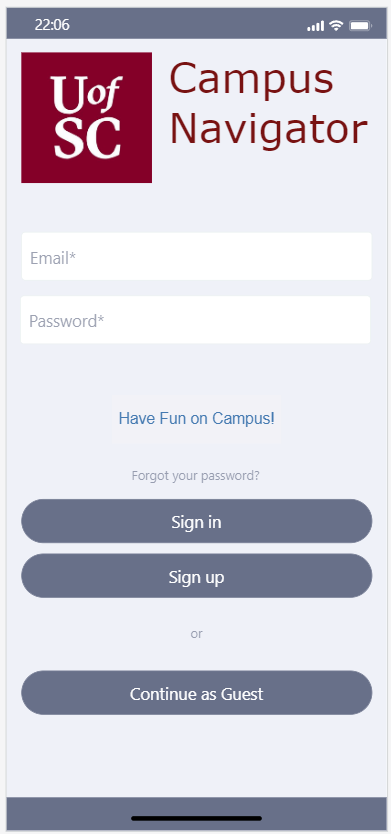 22:06
UofSC
Campus
Navigator
Email*
Password*
Have Fun on Campus!
Forgot your password?
Sign in
Sign up
or
Continue as Guest